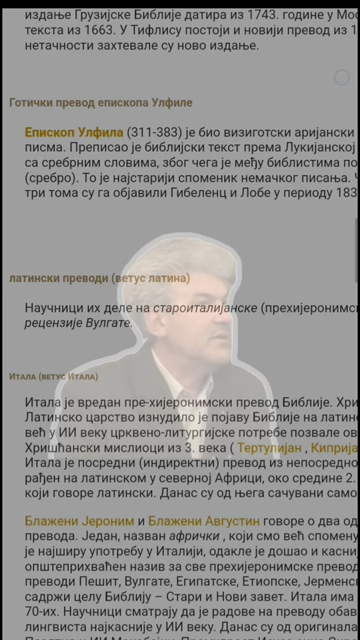 издање Грузијске Библије датира из 1743. године у Мос
текста из 1663. У Тифлису постоји и новији превод из 1
нетачности захтевале су ново издање.
Готички превод епископа Улфиле
Епископ Улфила (311-383) је био визиготски аријански
писма. Преписао је библијски текст према Лукијанској
са сребрним словима, због чега је међу библистима по
(сребро). То је најстарији споменик немачког писања. Ч
три тома су га објавили Гибеленц и Лобе у периоду 183
латински преводи (ветус латина)
Научници их деле на староиталијанске (прехијеронимск
рецензије Вулгате.
Итала (ветус Итала)
Итала је вредан пре-хијеронимски превод Библије. Хри
Латинско царство изнудило је појаву Библије на латин
већ у ИИ веку црквено-литургијске потребе позвале ов
Хришћански мислиоци из 3. века ( Тертулијан , Киприја
Итала је посредни (индиректни) превод из непосредно
рађен на латинском у северној Африци, око средине 2.
који говоре латински. Данас су од њега сачувани само
Блажени Јероним и Блажени Августин говоре о два од
превода. Један, назван афрички , који смо већ спомену
је најширу употребу у Италији, одакле је дошао и касни
општеприхваћен назив за све прехијеронимске превод
преводи Пешит, Вулгате, Египатске, Етиопске, Јерменс
садржи целу Библију – Стари и Нови завет. Итала има
70-их. Научници сматрају да је радове на преводу обав
лингвиста најкасније у ИИ веку. Данас су од оригинала